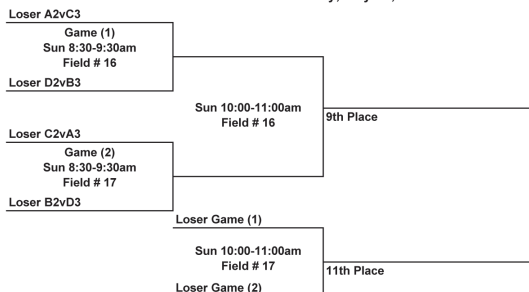 Loser A2vC3
Game (1)
Sun 8:30-9:30am
Field # 16
Loser D2vB3
Sun 10:00-11:00am
Field # 16
9th Place
Loser C2vA3
Game (2)
Sun 8:30-9:30am
Field # 17
Loser B2vD3
Loser Game (1)
Sun 10:00-11:00am
Field # 17
11th Place
Loser Game (2)